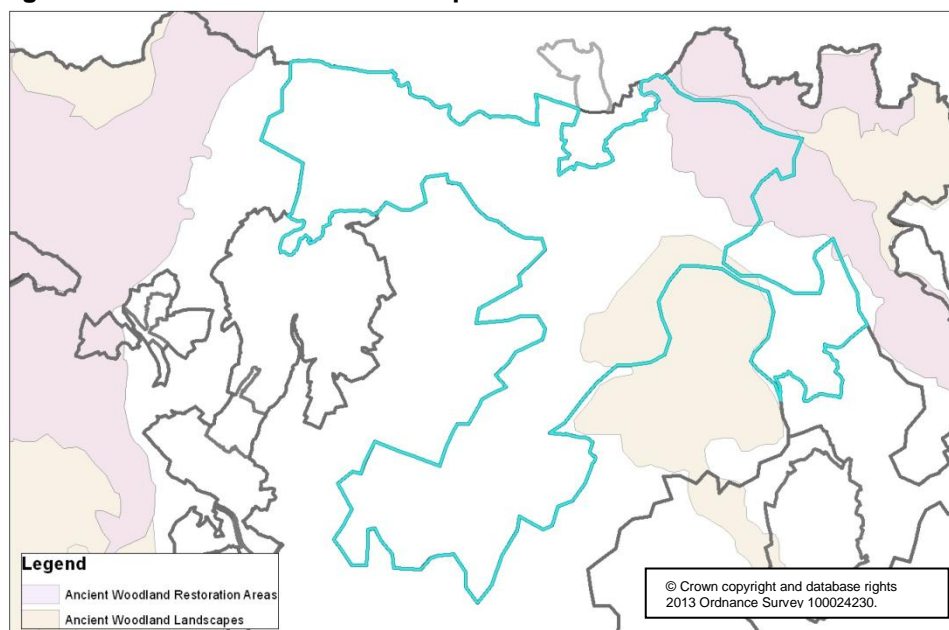 Legend
Ancient Woodland Restoration Areas
Ancient Woodland Landscapes
© Crown copyright and database rights
2013 Ordnance Survey 100024230.